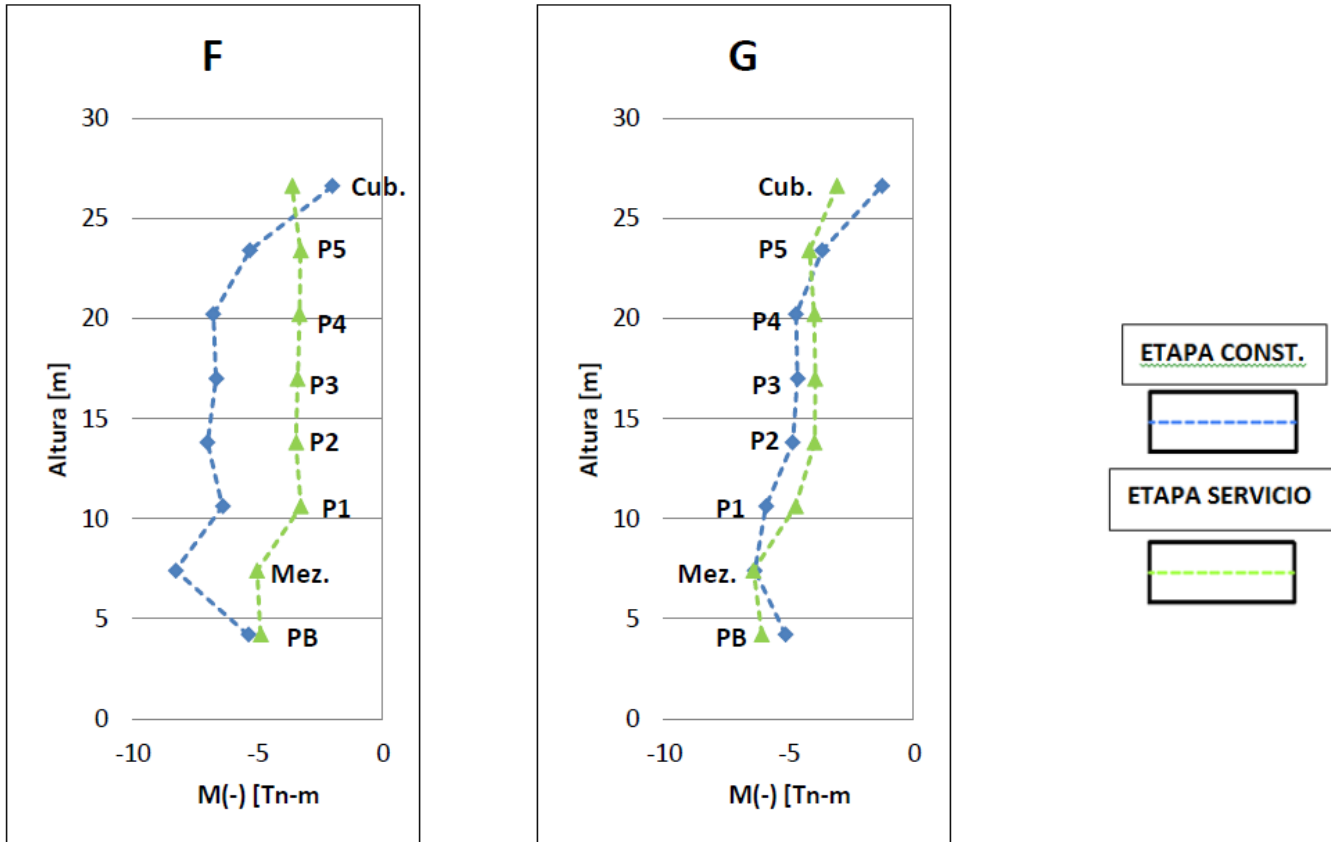 F
30
25
20
15
10
5
0
Altura [m]
Cub.
P5
P4
P3
P2
P1
Mez.
PB
-10 -5 0
M(-) [Tn-m
G
30
25
20
15
10
5
0
Altura [m]
Cub.
P5
P4
P3
P2
P1
Mez.
PB
-10 -5 0
M(-) [Tn-m
ETAPA CONST.
ETAPA SERVICIO